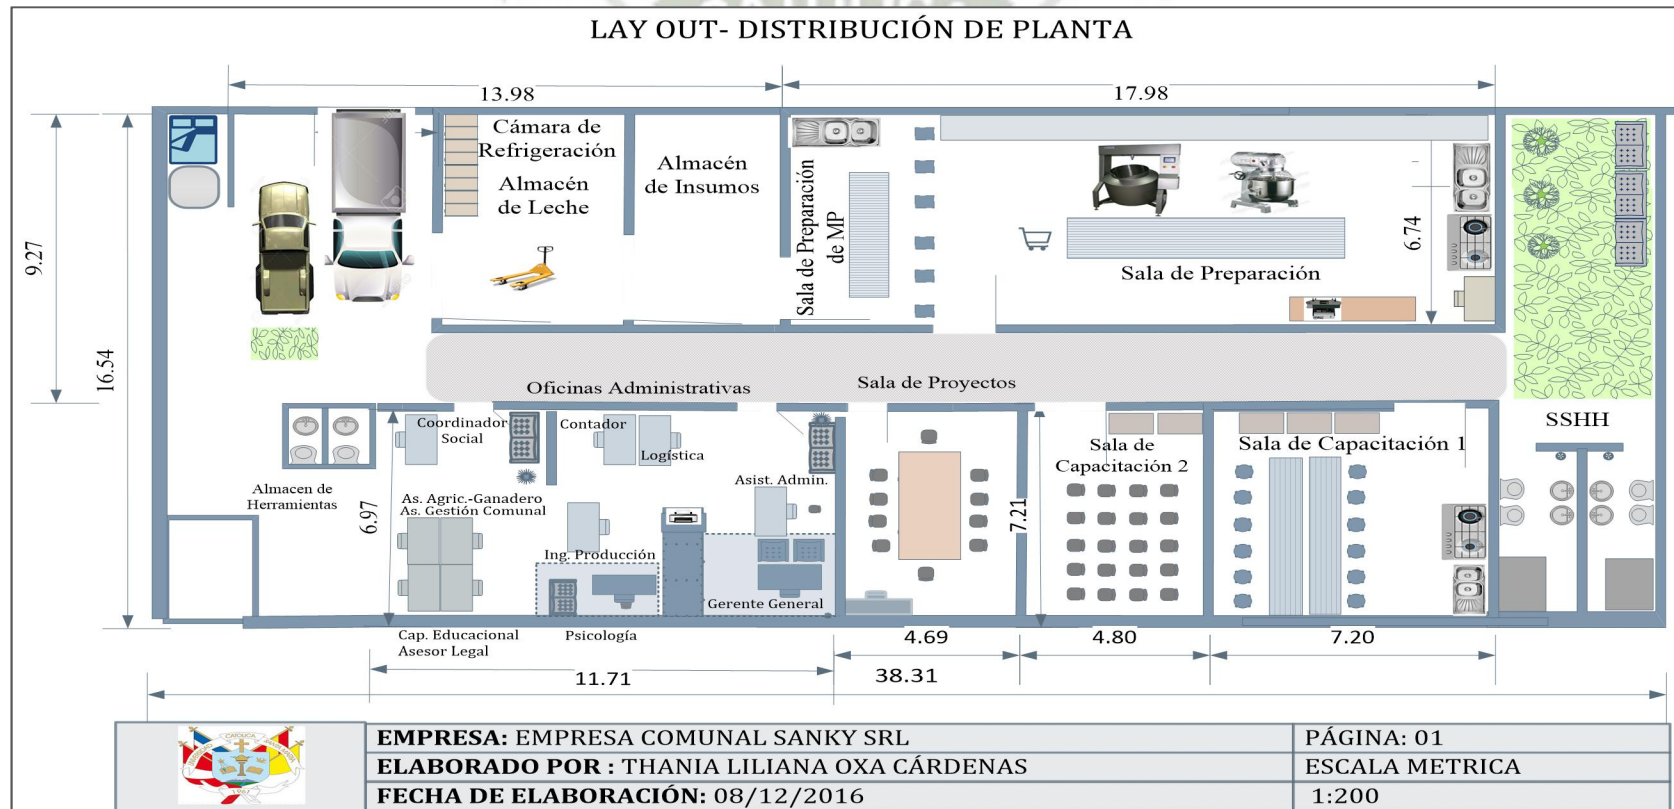 LAY OUT- DISTRIBUCIÓN DE PLANTA
13.98
17.98
Cámara de
Refrigeración
Almacén
de Leche
Almacén
de Insumos
Sala de Preparación
de MP
Sala de Preparación
6.74
9.27
16.54
Oficinas Administrativas
Sala de Proyectos
SSHH
Coordinador
Social
Contador
Logística
Asist. Admin.
Sala de
Capacitación 2
Sala de Capacitación 1
Almacen de
Herramientas
6.97
As. Agric.-Ganadero
As. Gestión Comunal
Ing. Producción
7.21
Gerente General
Cap. Educacional
Asesor Legal
Psicología
4.69
4.80
7.20
11.71
38.31
EMPRESA: EMPRESA COMUNAL SANKY SRL
PÁGINA: 01
ELABORADO POR : THANIA LILIANA OXA CÁRDENAS
ESCALA METRICA
FECHA DE ELABORACIÓN: 08/12/2016
1:200